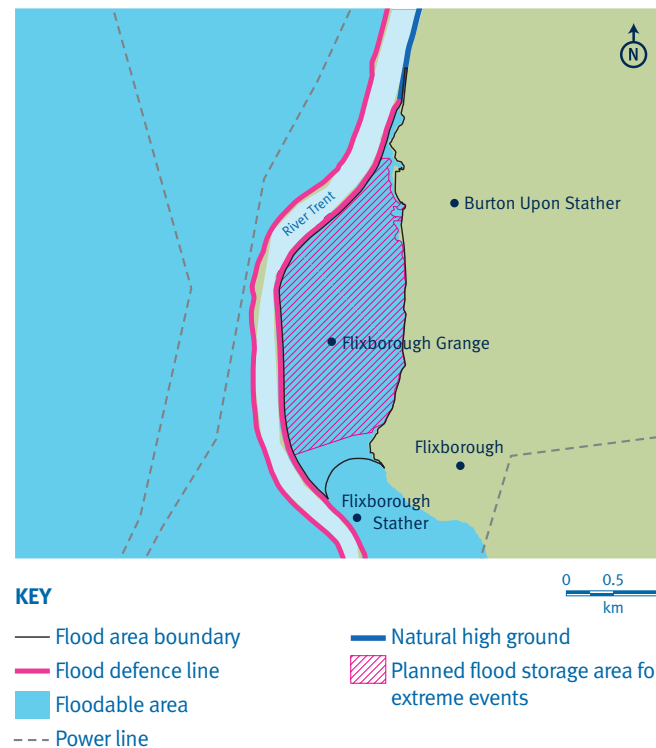 N
River Trent
Burton Upon Stather
Flixborough Grange
Flixborough
Flixborough
Stather
KEY
0 0.5
km
Flood area boundary
Flood defence line
Floodable area
Power line
Natural high ground
Planned flood storage area fo
extreme events